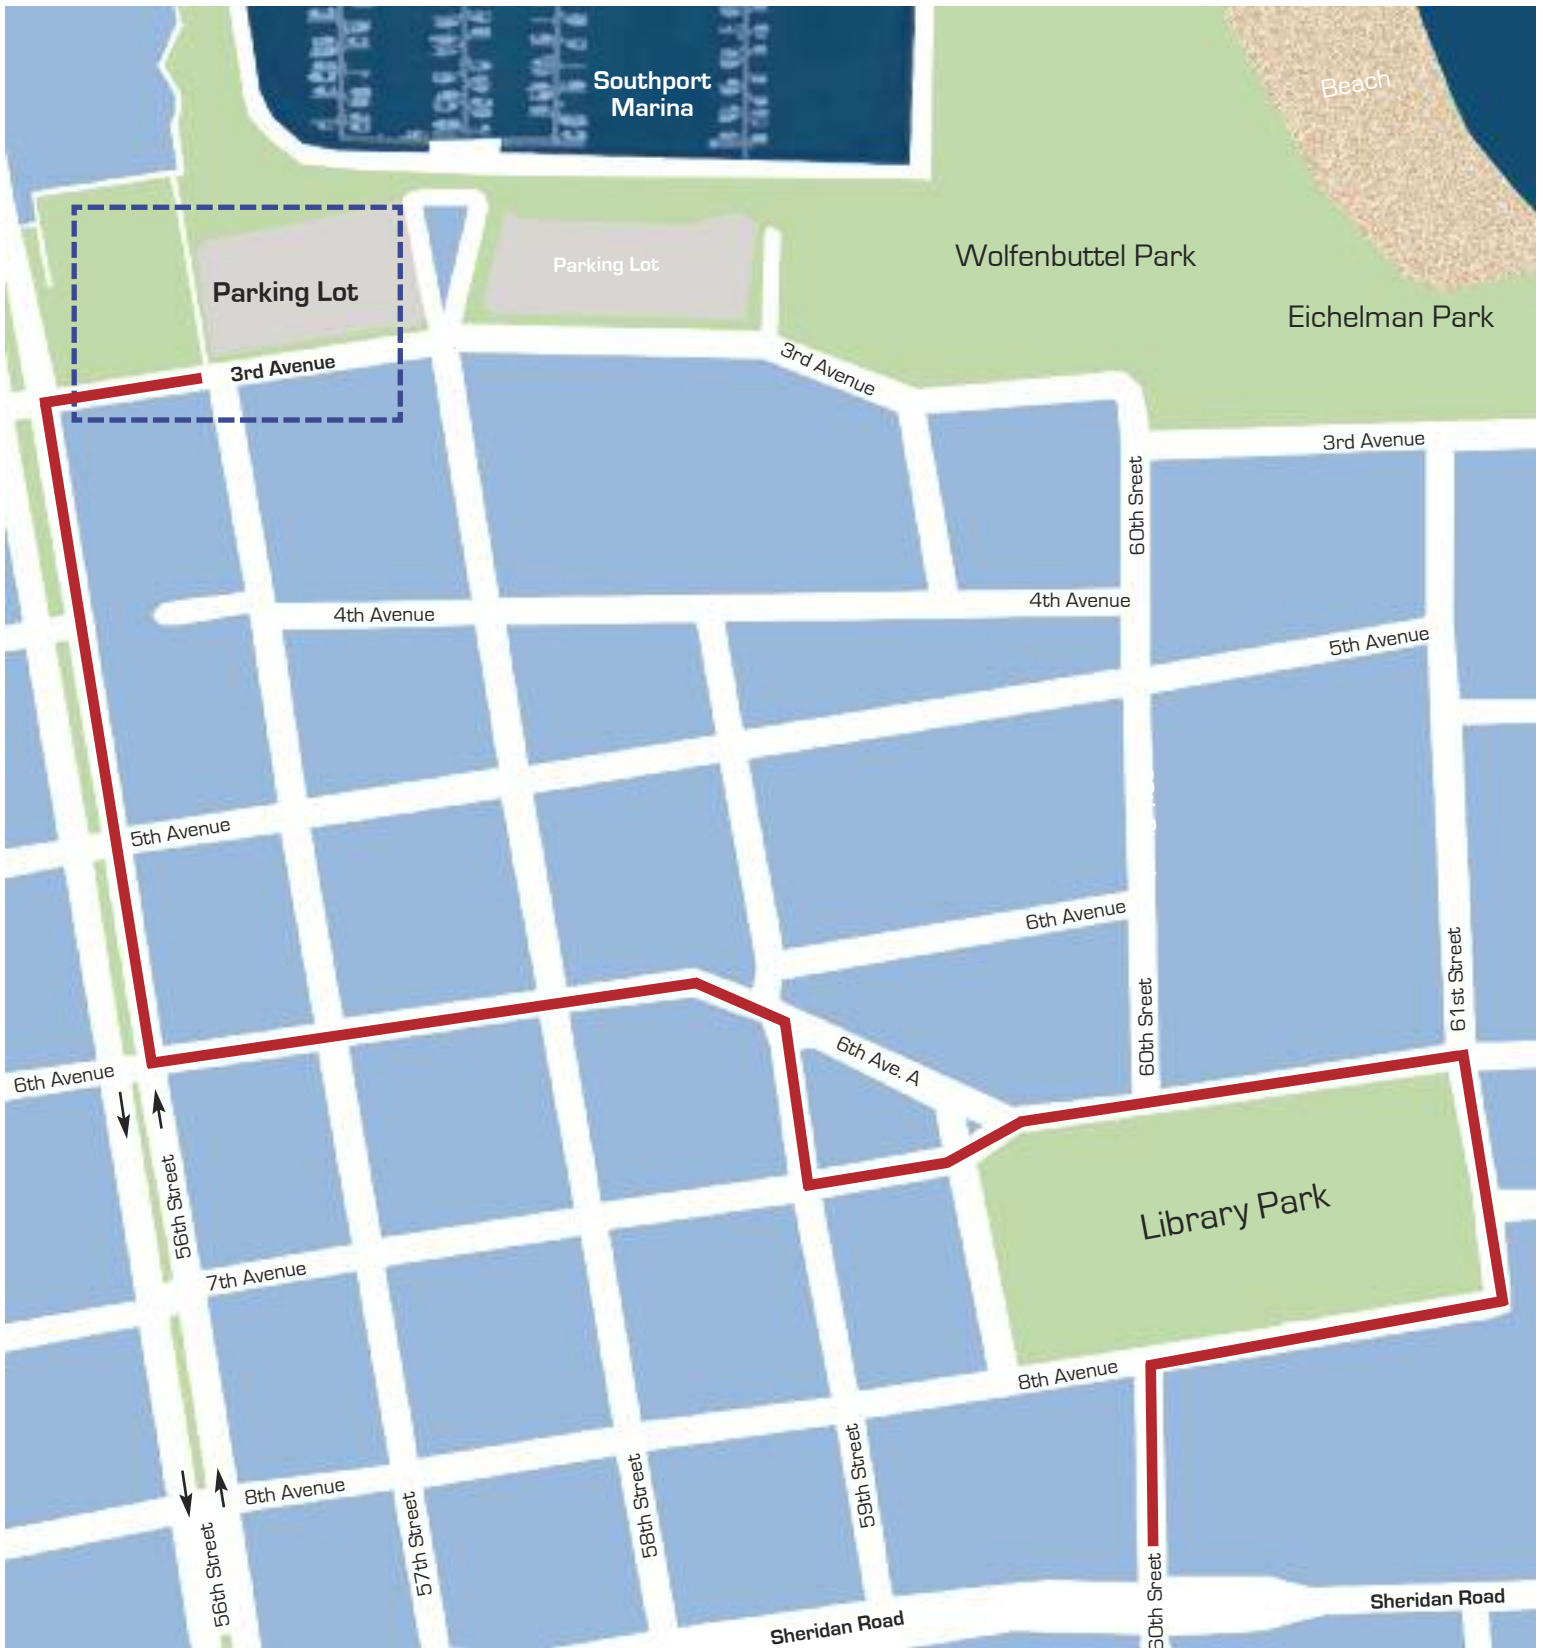 Southport
Marina
Beach
Wolfenbuttel Park
Parking Lot
Parking Lot
Eichelman Park
3rd Avenue
3rd Avenue
3rd Avenue
60th Sreet
4th Avenue
4th Avenue
5th Avenue
5th Avenue
6th Avenue
61st Street
60th Sreet
6th Ave. A
6th Avenue
56th Street
Library Park
7th Avenue
8th Avenue
8th Avenue
59th Street
58th Street
57th Street
56th Street
60th Sreet
Sheridan Road
Sheridan Road